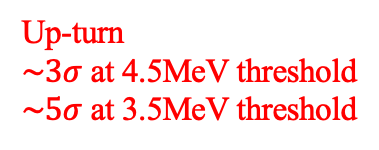 Up-turn
~3σ at 4.5MeV threshold
~5σ at 3.5MeV threshold